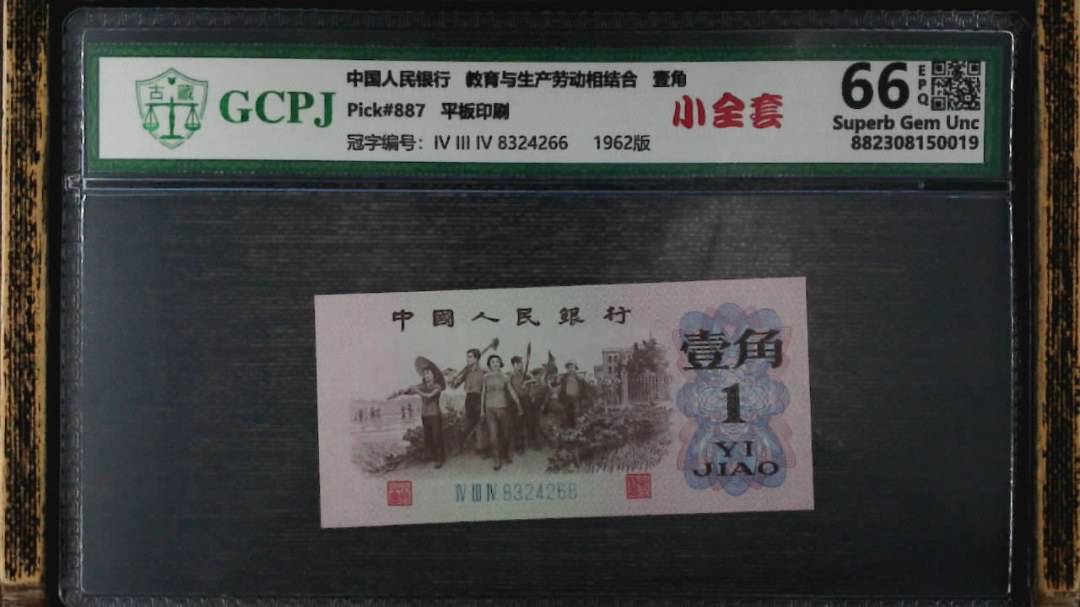 古 藏
GCPJ
中国人民银行 教育与生产劳动相结合 壹角
Pick#887 平板印刷
冠字编号: IV III IV 8324266 1962版
小全套
66 EPQ
Superb Gem Unc
882308150019
中國人民銀行
壹角
1
YI
JIAO
IV III IV 8324266